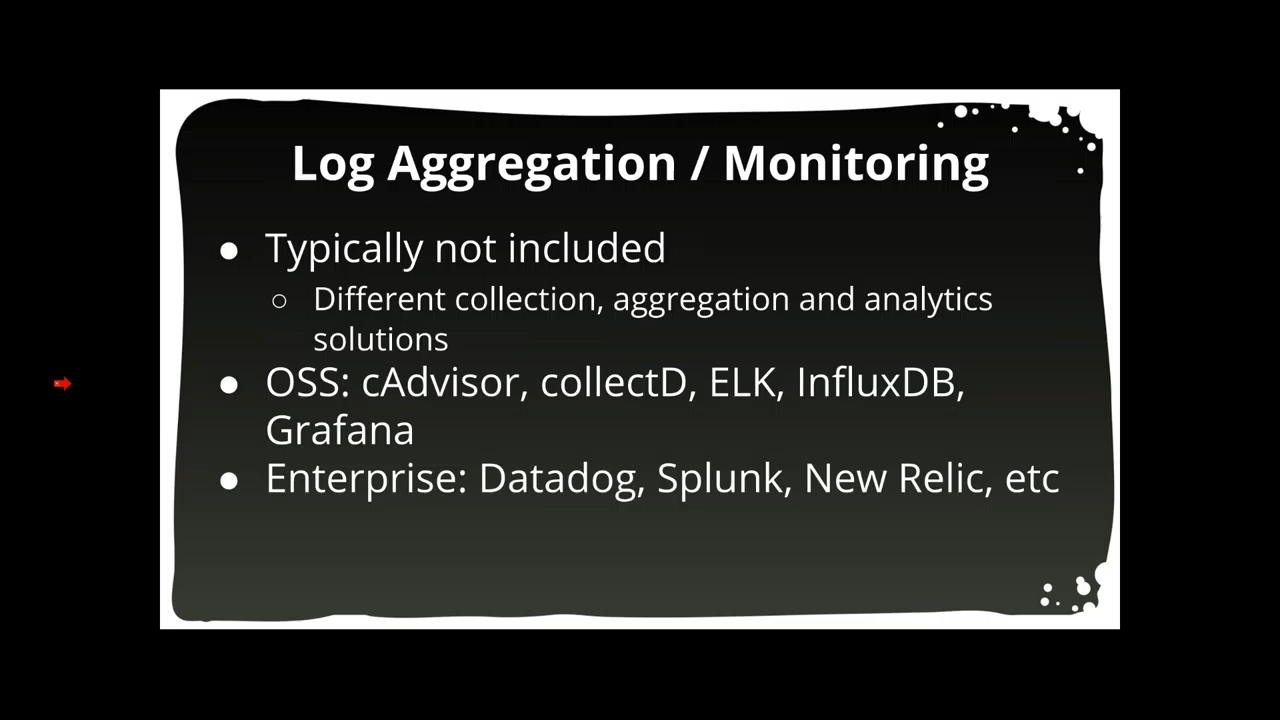 Log Aggregation / Monitoring
● Typically not included
○ Different collection, aggregation and analytics
solutions
● OSS: cAdvisor, collectD, ELK, InfluxDB,
Grafana
● Enterprise: Datadog, Splunk, New Relic, etc